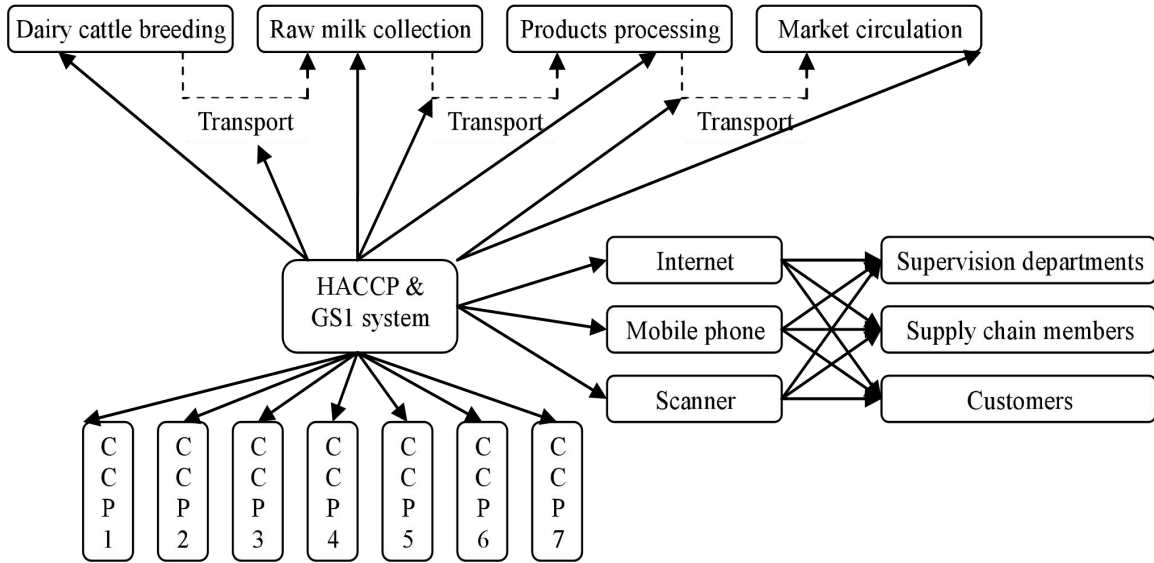 Dairy cattle breeding
Raw milk collection
Products processing
Market circulation
Transport
Transport
Transport
HACCP &
GS1 system
Internet
Mobile phone
Scanner
Supervision departments
Supply chain members
Customers
C
C
P
1
C
C
P
2
C
C
P
3
C
C
P
4
C
C
P
5
C
C
P
6
C
C
P
7